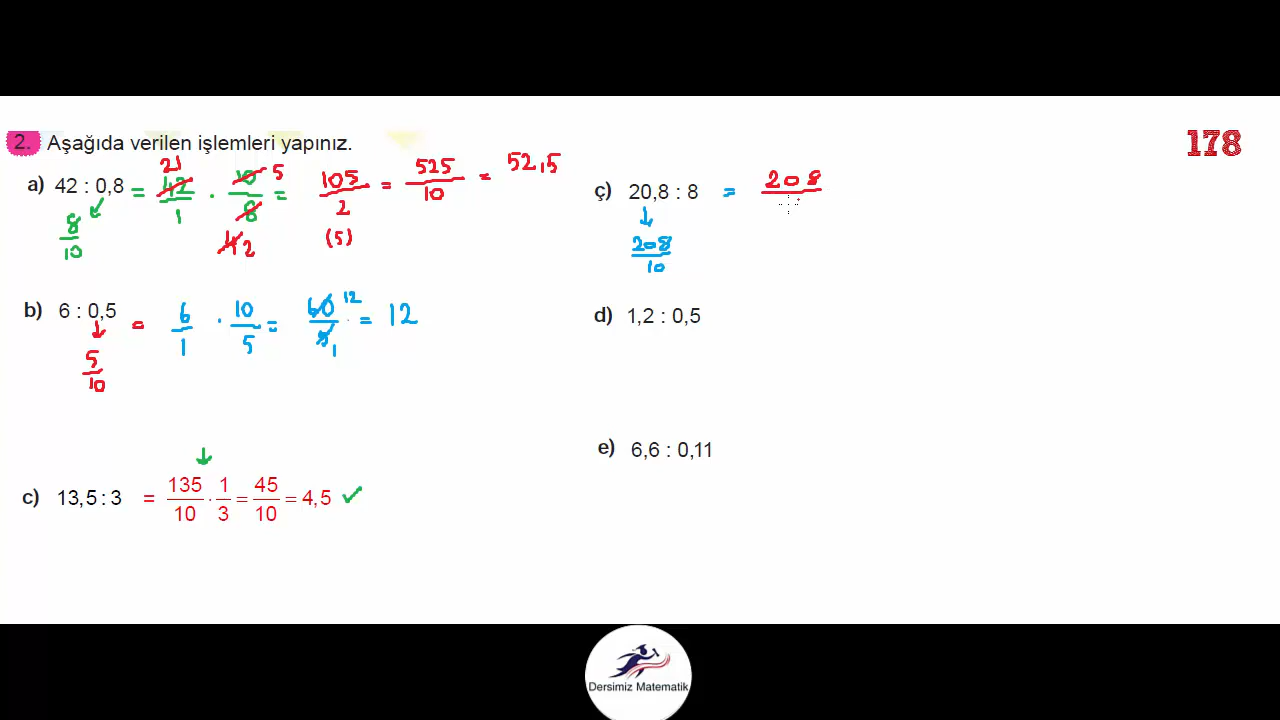 2. Aşağıda verilen işlemleri yapınız.
178
a) 42 : 0,8 = 42/1 · 10/8 = 105/2 = 525/10 = 52,5
21 5
8/10
4 2 (5)
b) 6 : 0,5 = 6/1 · 10/5 = 60/5 = 12
12
1
5/10
c) 13,5 : 3 = 135/10 · 1/3 = 45/10 = 4,5 ✓
ç) 20,8 : 8 = 208
208/10
d) 1,2 : 0,5
e) 6,6 : 0,11
Dersimiz Matematik